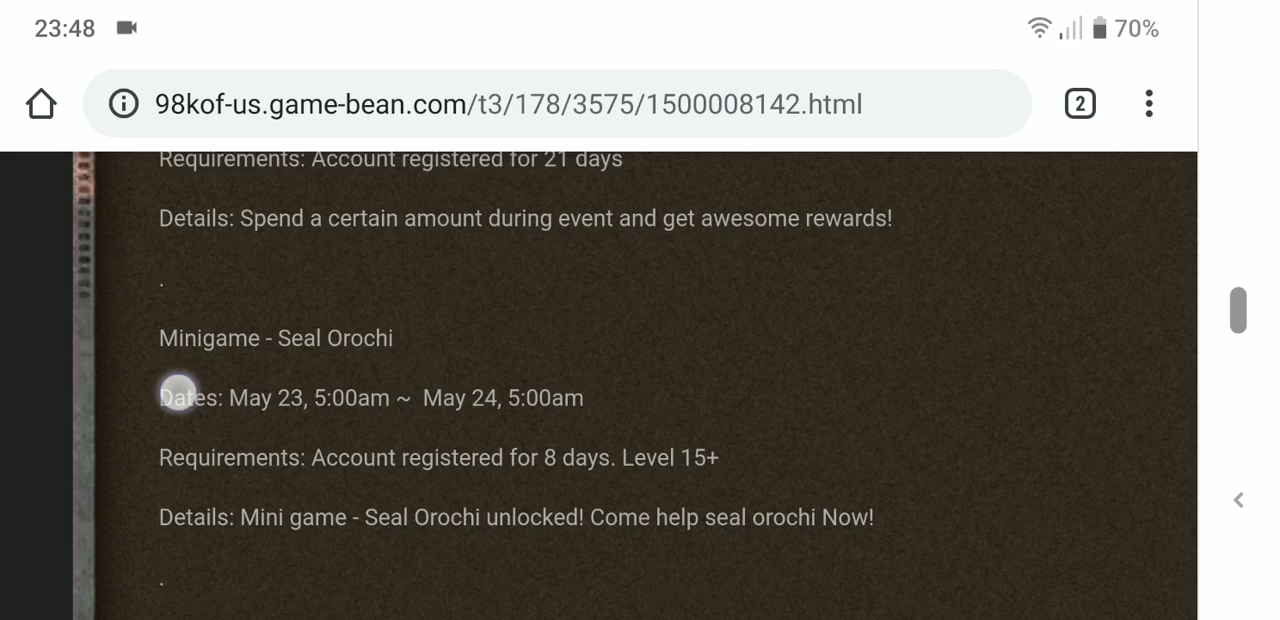 23:48
70%
98kof-us.game-bean.com/t3/178/3575/1500008142.html
2
Requirements: Account registered for 21 days
Details: Spend a certain amount during event and get awesome rewards!
.
Minigame - Seal Orochi
Dates: May 23, 5:00am ~  May 24, 5:00am
Requirements: Account registered for 8 days. Level 15+
Details: Mini game - Seal Orochi unlocked! Come help seal orochi Now!
.